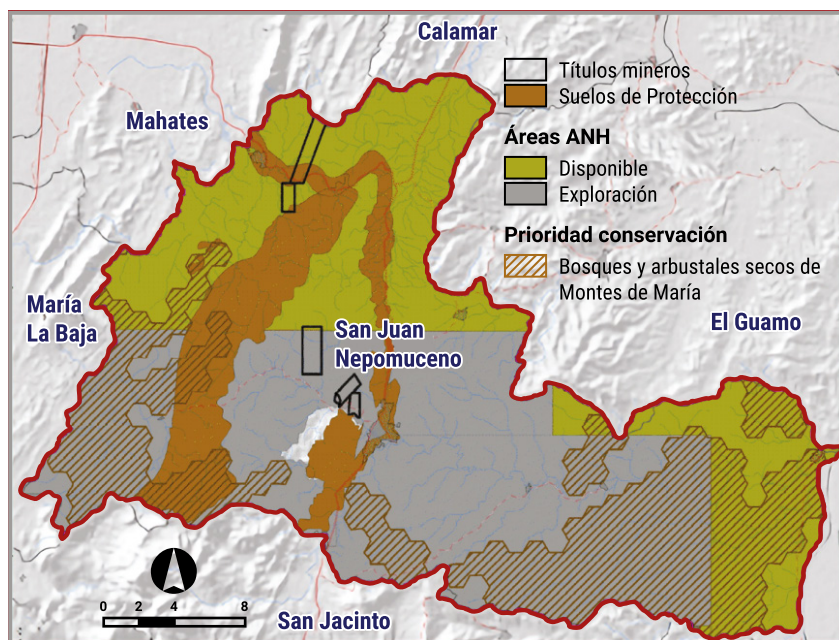 Calamar
Títulos mineros
Suelos de Protección
Mahates
Áreas ANH
Disponible
Exploración
Prioridad conservación
Bosques y arbustales secos de
Montes de María
María
La Baja
San Juan
Nepomuceno
El Guamo
0 2 4 8
San Jacinto